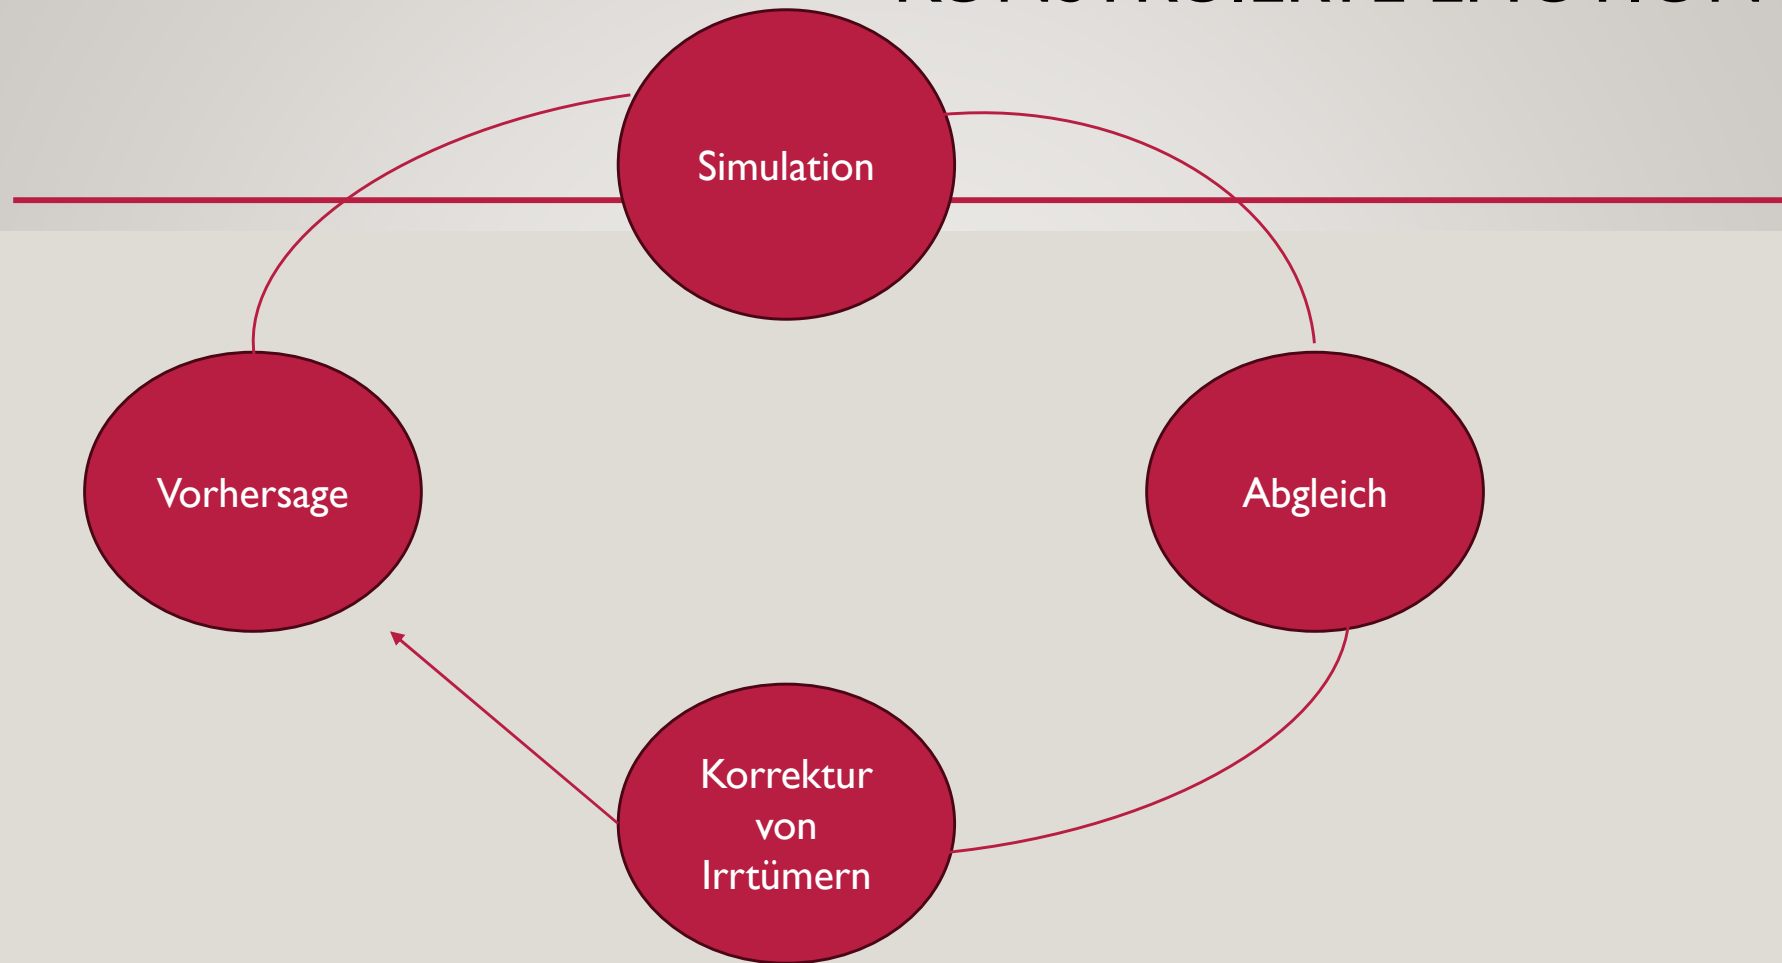 Simulation
Vorhersage
Abgleich
Korrektur
von
Irrtümern